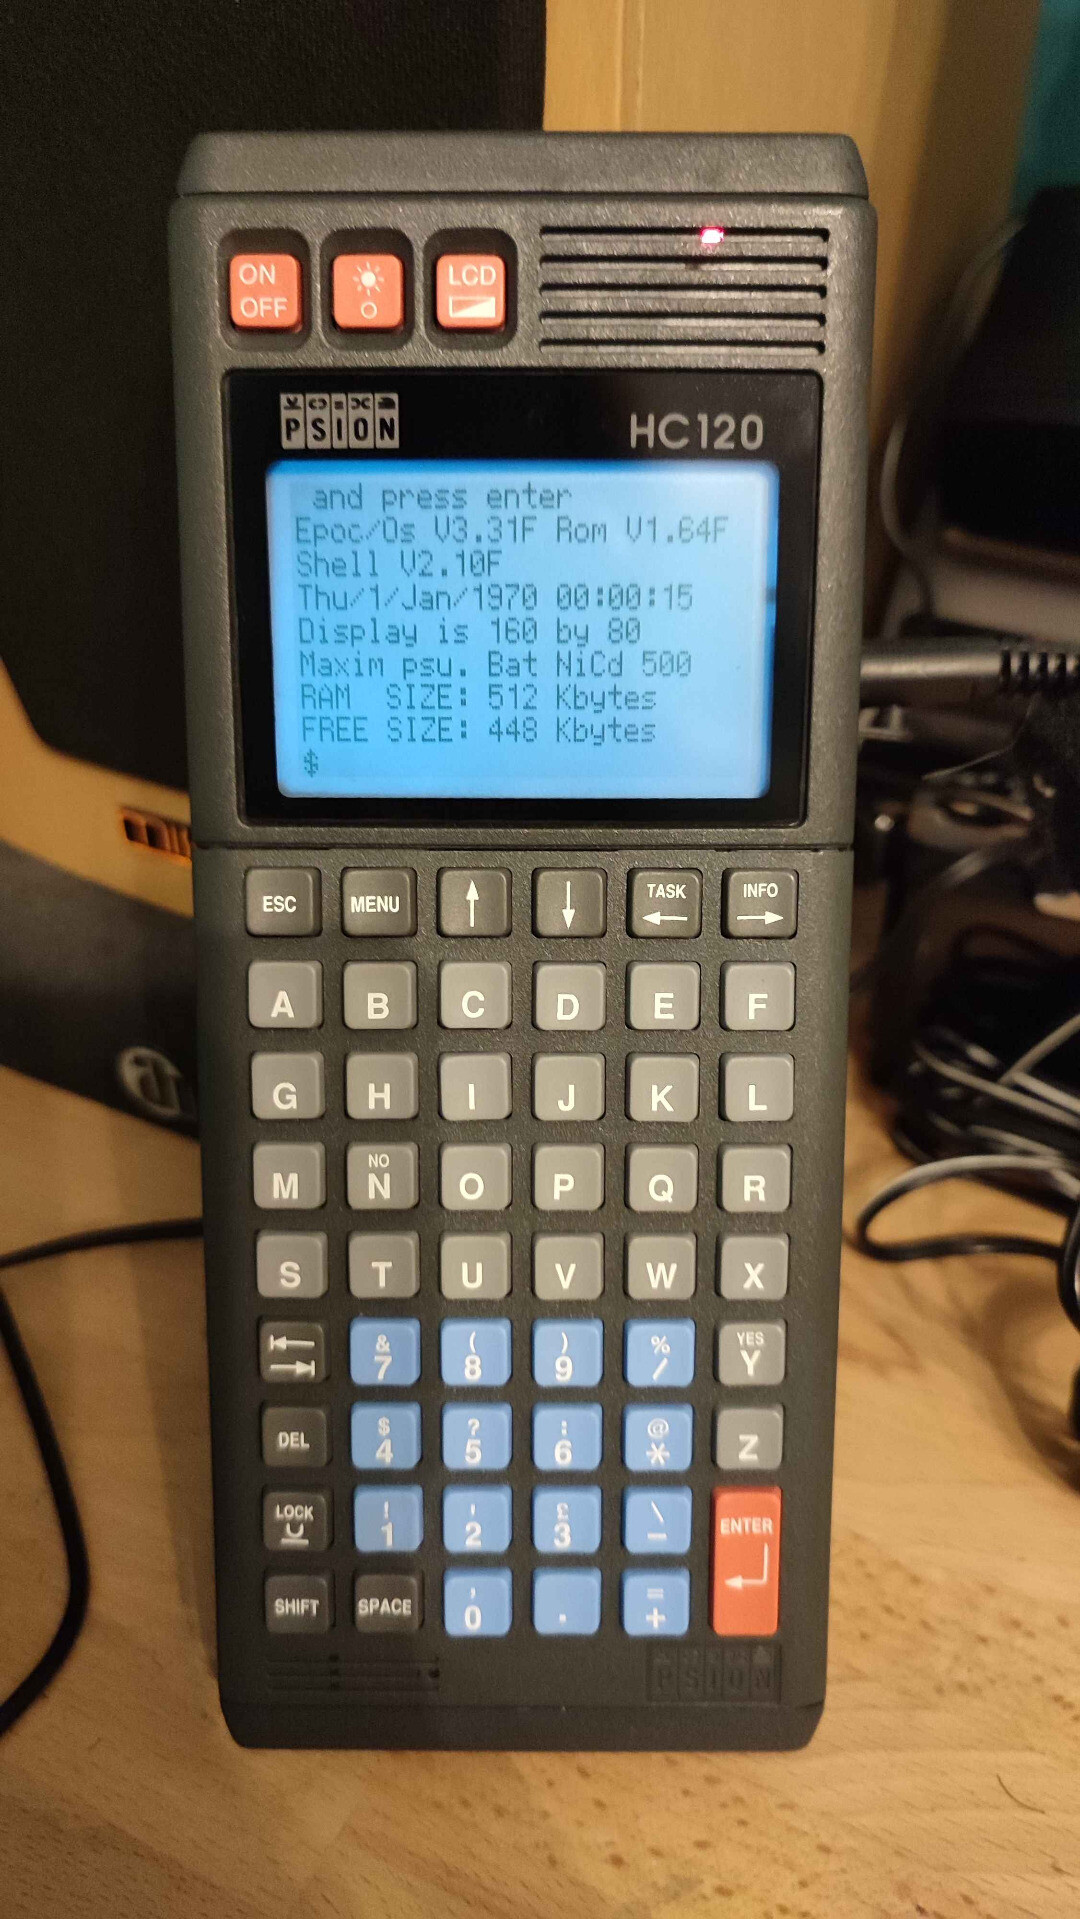 ON
OFF
LCD
PSION
HC120
and press enter
Epoc/Os V3.31F Rom V1.64F
Shell V2.10F
Thu/1/Jan/1970 00:00:15
Display is 160 by 80
Maxim psu. Bat NiCd 500
RAM SIZE: 512 Kbytes
FREE SIZE: 448 Kbytes
$
ESC MENU ↑ ↓ TASK ← INFO →
A B C D E F
G H I J K L
M NO N O P Q R
S T U V W X
& 7 ( 8 ) 9 % / YES Y
DEL $ 4 ? 5 : 6 @ * Z
LOCK ! 1 ' 2 £ 3 \ - ENTER
SHIFT SPACE , 0 . = +
PSION